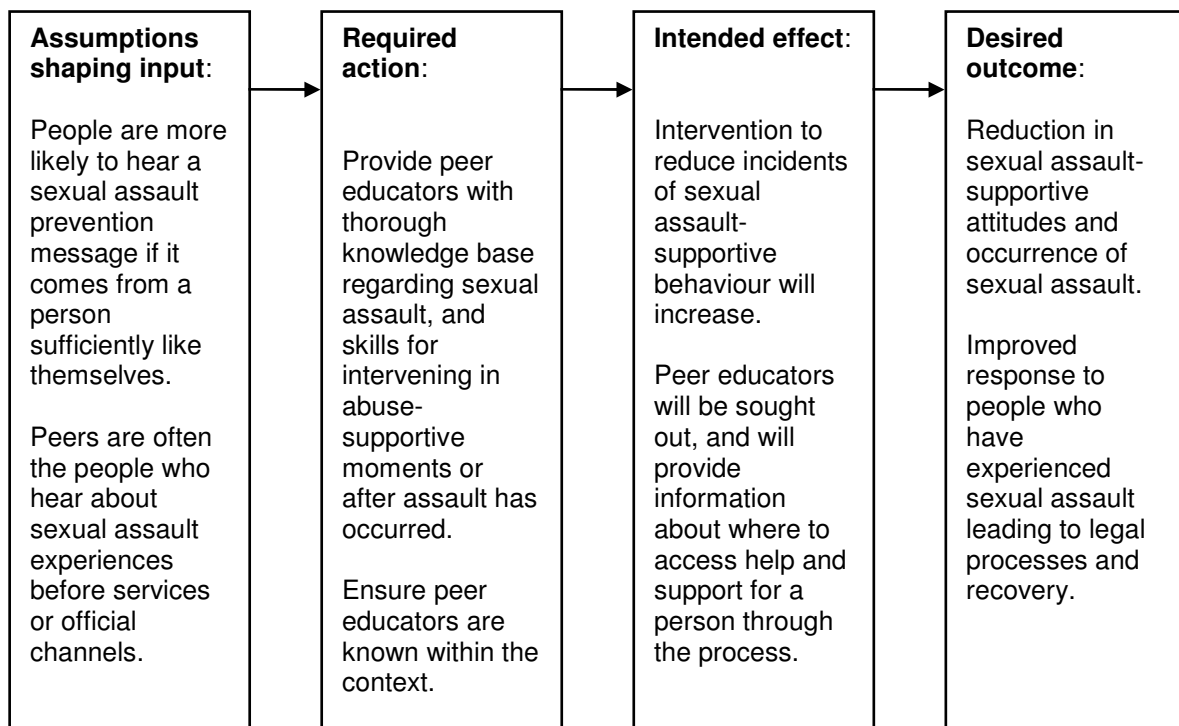 Assumptions
shaping input:
People are more
likely to hear a
sexual assault
prevention
message if it
comes from a
person
sufficiently like
themselves.
Peers are often
the people who
hear about
sexual assault
experiences
before services
or official
channels.
Required
action:
Provide peer
educators with
thorough
knowledge base
regarding sexual
assault, and
skills for
intervening in
abuse-
supportive
moments or
after assault has
occurred.
Ensure peer
educators are
known within the
context.
Intended effect:
Intervention to
reduce incidents
of sexual
assault-
supportive
behaviour will
increase.
Peer educators
will be sought
out, and will
provide
information
about where to
access help and
support for a
person through
the process.
Desired
outcome:
Reduction in
sexual assault-
supportive
attitudes and
occurrence of
sexual assault.
Improved
response to
people who
have
experienced
sexual assault
leading to legal
processes and
recovery.